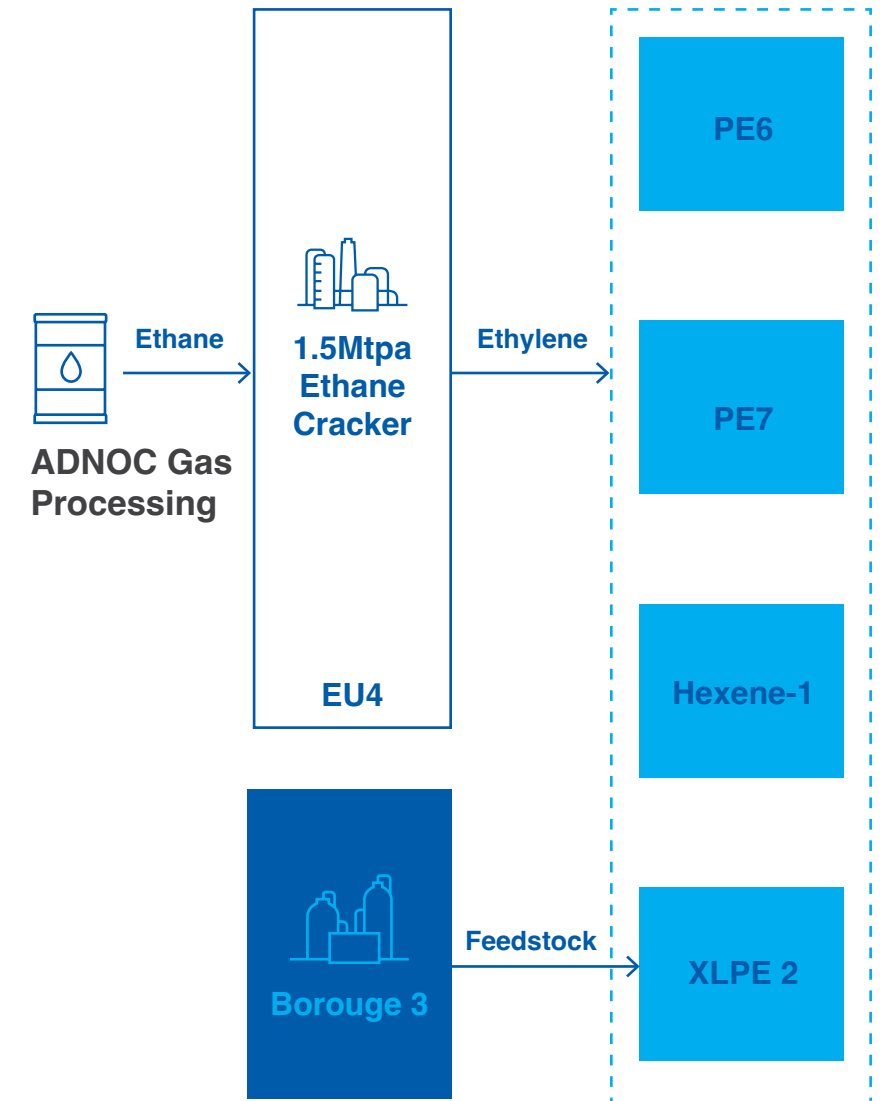 ADNOC Gas
Processing
Ethane
1.5Mtpa
Ethane
Cracker
EU4
Ethylene
PE6
PE7
Hexene-1
Borouge 3
Feedstock
XLPE 2